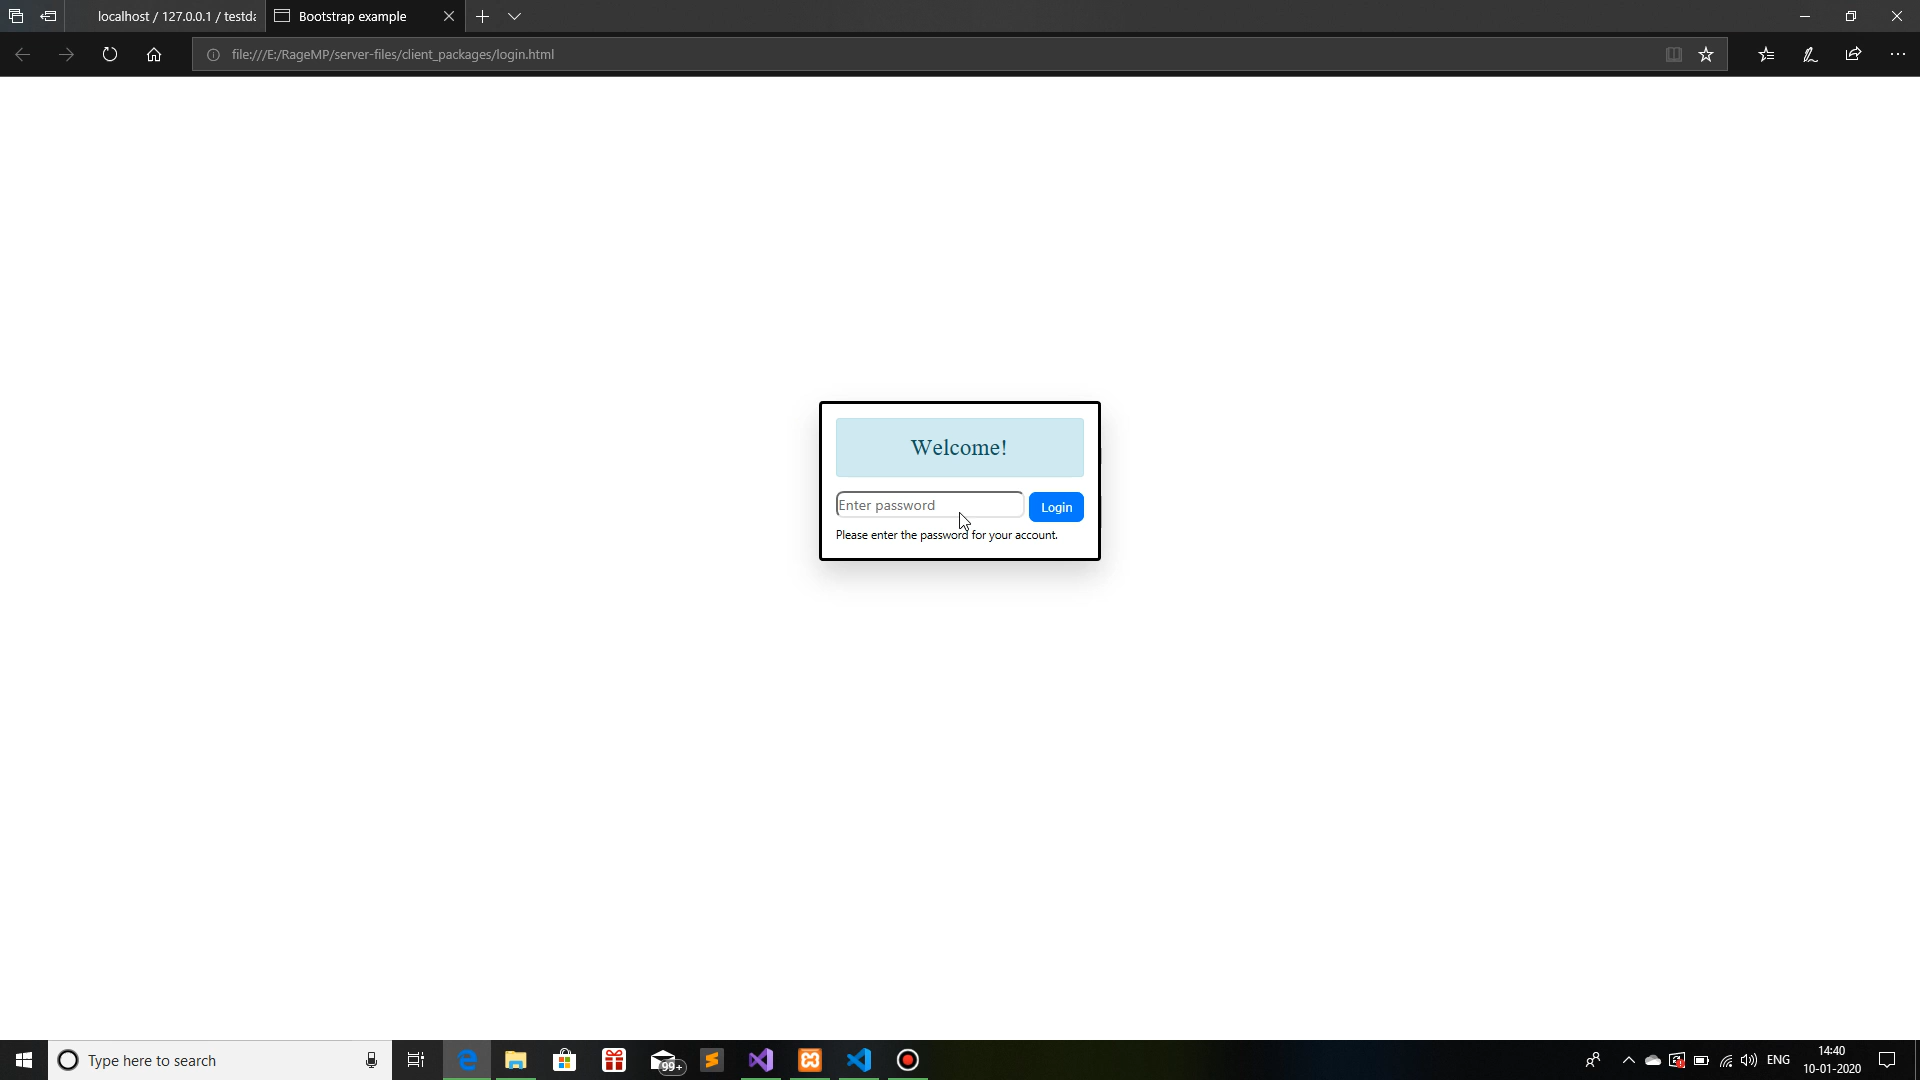 localhost / 127.0.0.1 / testda
Bootstrap example
file:///E:/RageMP/server-files/client_packages/login.html
Welcome!
Enter password
Login
Please enter the password for your account.
Type here to search
99+
ENG
14:40
10-01-2020